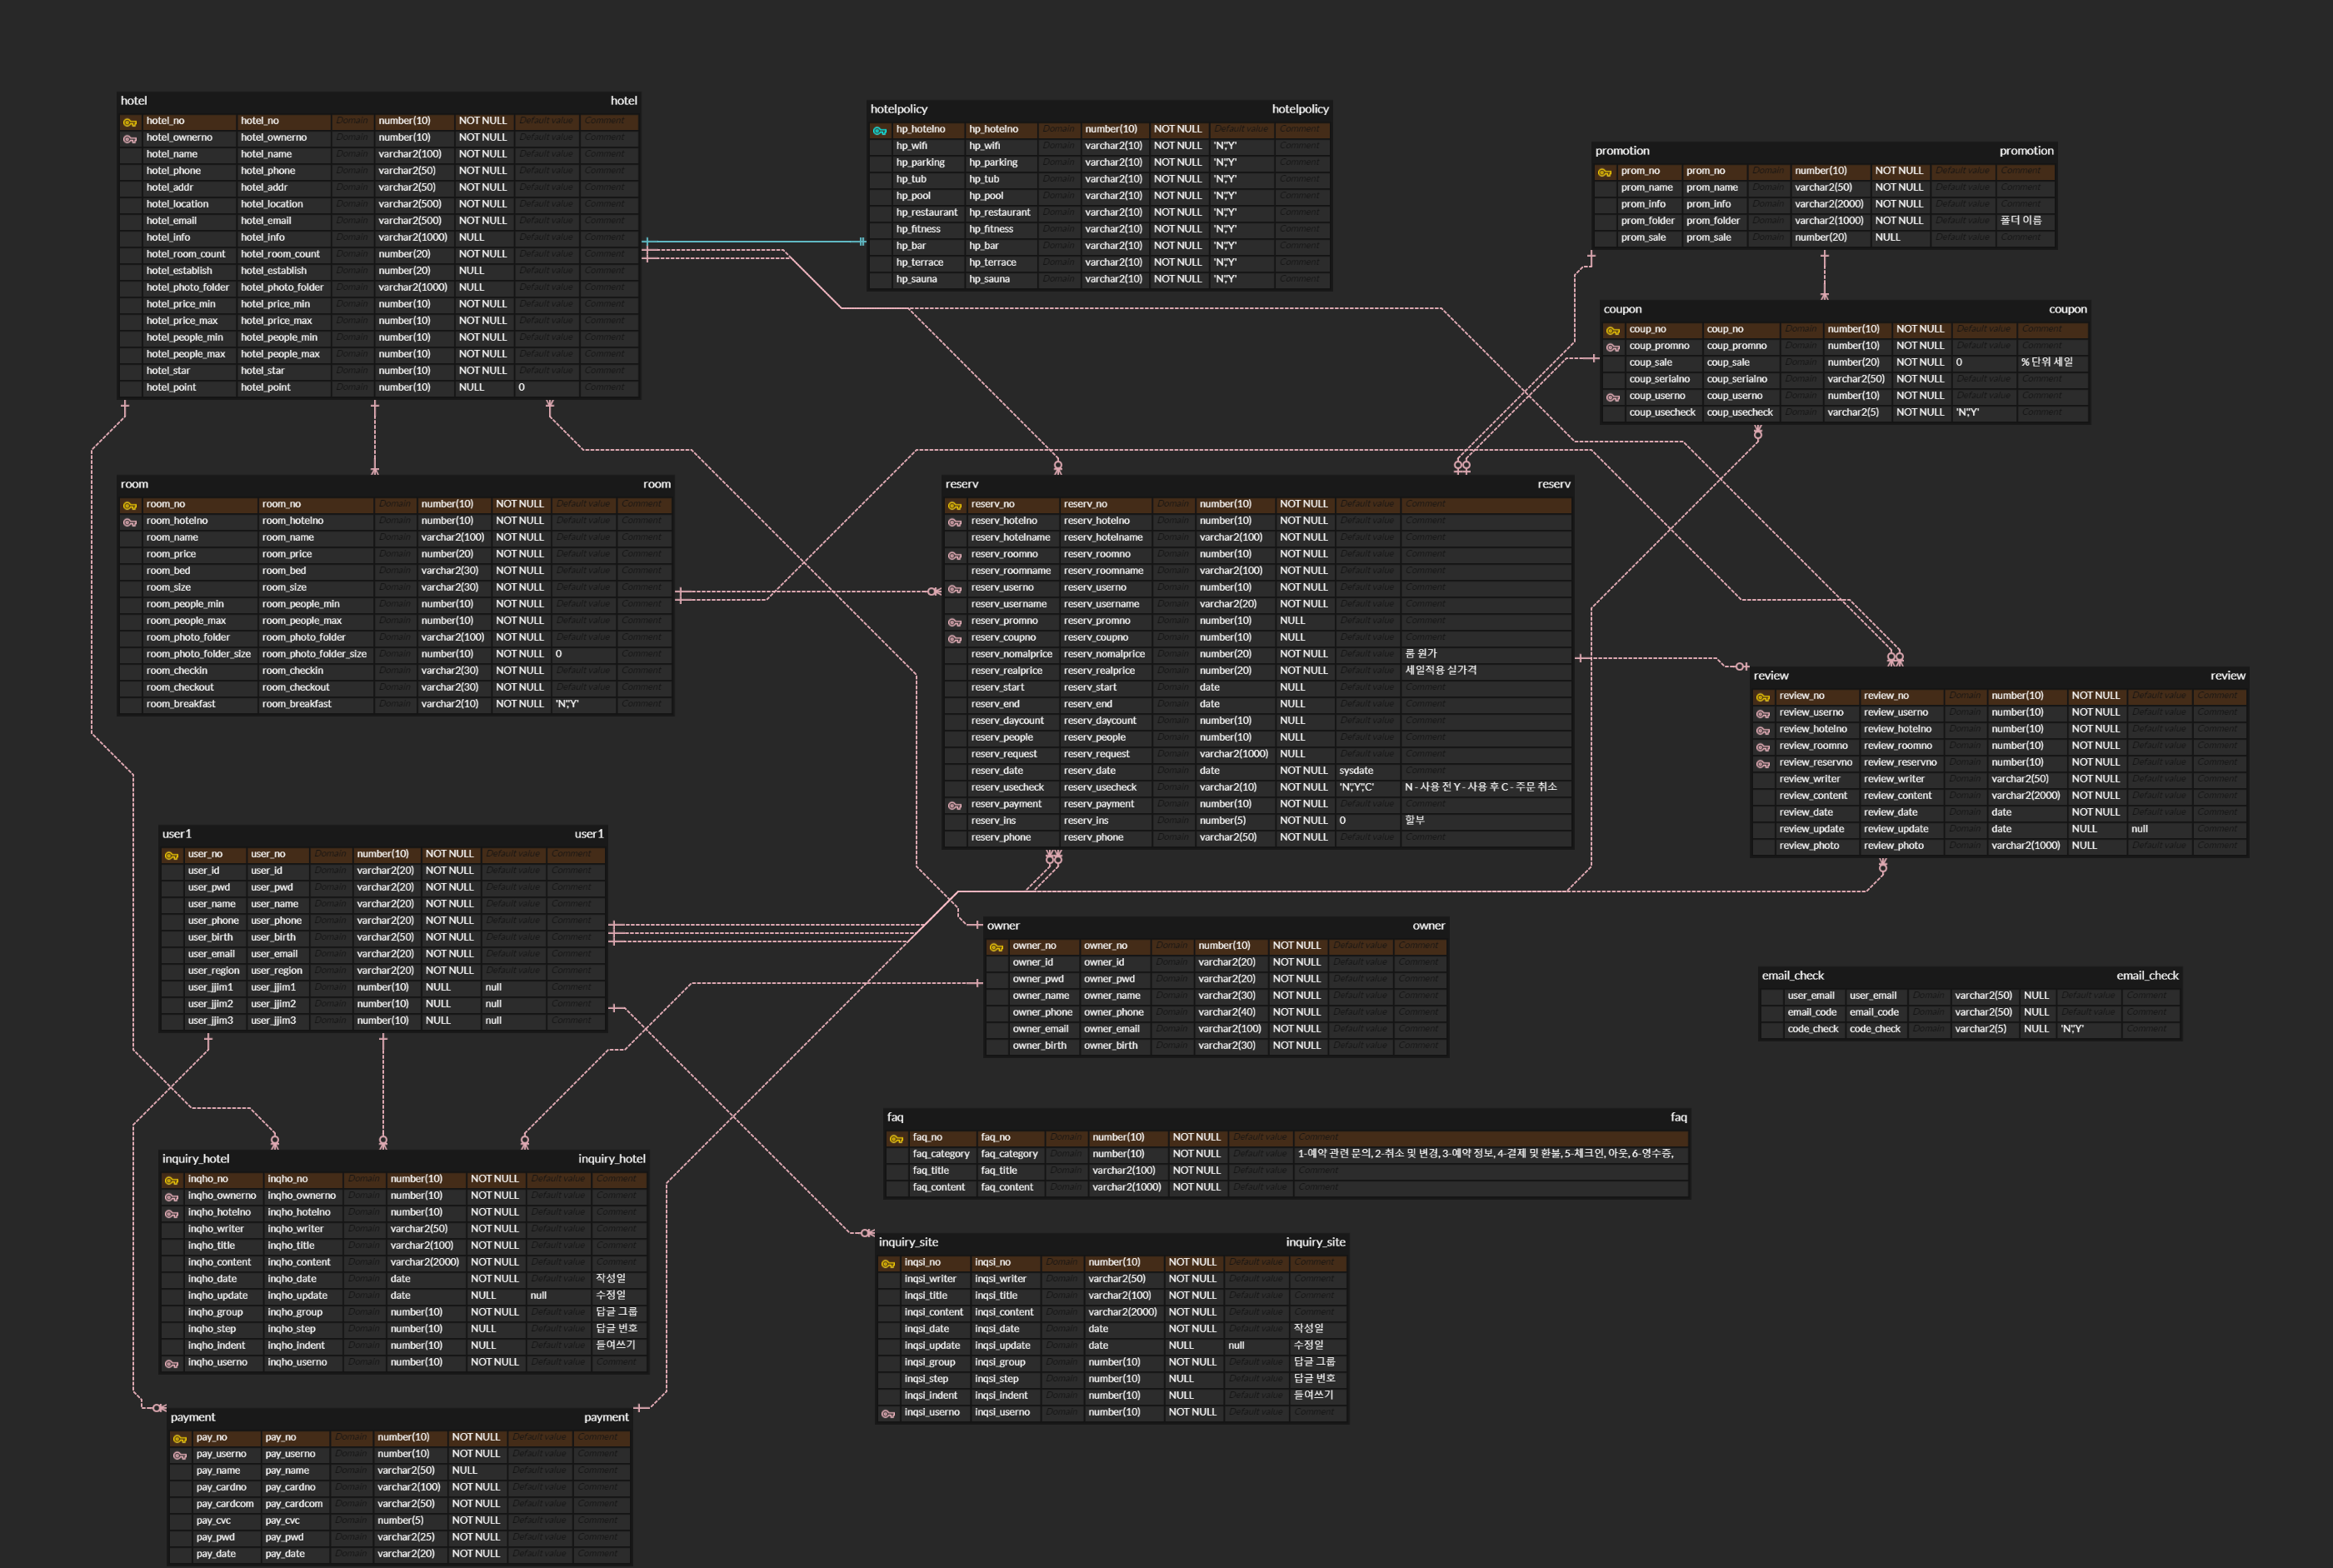 hotel hotel
hotel_no hotel_no Domain number(10) NOT NULL Default value Comment
hotel_ownerno hotel_ownerno Domain number(10) NOT NULL Default value Comment
hotel_name hotel_name Domain varchar2(100) NOT NULL Default value Comment
hotel_phone hotel_phone Domain varchar2(50) NOT NULL Default value Comment
hotel_addr hotel_addr Domain varchar2(50) NOT NULL Default value Comment
hotel_location hotel_location Domain varchar2(500) NOT NULL Default value Comment
hotel_email hotel_email Domain varchar2(500) NOT NULL Default value Comment
hotel_info hotel_info Domain varchar2(1000) NULL Default value Comment
hotel_room_count hotel_room_count Domain number(20) NOT NULL Default value Comment
hotel_establish hotel_establish Domain number(20) NULL Default value Comment
hotel_photo_folder hotel_photo_folder Domain varchar2(1000) NULL Default value Comment
hotel_price_min hotel_price_min Domain number(10) NOT NULL Default value Comment
hotel_price_max hotel_price_max Domain number(10) NOT NULL Default value Comment
hotel_people_min hotel_people_min Domain number(10) NOT NULL Default value Comment
hotel_people_max hotel_people_max Domain number(10) NOT NULL Default value Comment
hotel_star hotel_star Domain number(10) NOT NULL Default value Comment
hotel_point hotel_point Domain number(10) NULL 0 Comment
hotelpolicy hotelpolicy
hp_hotelno hp_hotelno Domain number(10) NOT NULL Default value Comment
hp_wifi hp_wifi Domain varchar2(10) NOT NULL 'N','Y' Comment
hp_parking hp_parking Domain varchar2(10) NOT NULL 'N','Y' Comment
hp_tub hp_tub Domain varchar2(10) NOT NULL 'N','Y' Comment
hp_pool hp_pool Domain varchar2(10) NOT NULL 'N','Y' Comment
hp_restaurant hp_restaurant Domain varchar2(10) NOT NULL 'N','Y' Comment
hp_fitness hp_fitness Domain varchar2(10) NOT NULL 'N','Y' Comment
hp_bar hp_bar Domain varchar2(10) NOT NULL 'N','Y' Comment
hp_terrace hp_terrace Domain varchar2(10) NOT NULL 'N','Y' Comment
hp_sauna hp_sauna Domain varchar2(10) NOT NULL 'N','Y' Comment
promotion promotion
prom_no prom_no Domain number(10) NOT NULL Default value Comment
prom_name prom_name Domain varchar2(50) NOT NULL Default value Comment
prom_info prom_info Domain varchar2(2000) NOT NULL Default value Comment
prom_folder prom_folder Domain varchar2(1000) NOT NULL Default value 폴더 이름
prom_sale prom_sale Domain number(20) NULL Default value Comment
coupon coupon
coup_no coup_no Domain number(10) NOT NULL Default value Comment
coup_promno coup_promno Domain number(10) NOT NULL Default value Comment
coup_sale coup_sale Domain number(20) NOT NULL 0 % 단위 세일
coup_serialno coup_serialno Domain varchar2(50) NOT NULL Default value Comment
coup_userno coup_userno Domain number(10) NOT NULL Default value Comment
coup_usecheck coup_usecheck Domain varchar2(5) NOT NULL 'N','Y' Comment
room room
room_no room_no Domain number(10) NOT NULL Default value Comment
room_hotelno room_hotelno Domain number(10) NOT NULL Default value Comment
room_name room_name Domain varchar2(100) NOT NULL Default value Comment
room_price room_price Domain number(20) NOT NULL Default value Comment
room_bed room_bed Domain varchar2(30) NOT NULL Default value Comment
room_size room_size Domain varchar2(30) NOT NULL Default value Comment
room_people_min room_people_min Domain number(10) NOT NULL Default value Comment
room_people_max room_people_max Domain number(10) NOT NULL Default value Comment
room_photo_folder room_photo_folder Domain varchar2(100) NOT NULL Default value Comment
room_photo_folder_size room_photo_folder_size Domain number(10) NOT NULL 0 Comment
room_checkin room_checkin Domain varchar2(30) NOT NULL Default value Comment
room_checkout room_checkout Domain varchar2(30) NOT NULL Default value Comment
room_breakfast room_breakfast Domain varchar2(10) NOT NULL 'N','Y' Comment
reserv reserv
reserv_no reserv_no Domain number(10) NOT NULL Default value Comment
reserv_hotelno reserv_hotelno Domain number(10) NOT NULL Default value Comment
reserv_hotelname reserv_hotelname Domain varchar2(100) NOT NULL Default value Comment
reserv_roomno reserv_roomno Domain number(10) NOT NULL Default value Comment
reserv_roomname reserv_roomname Domain varchar2(100) NOT NULL Default value Comment
reserv_userno reserv_userno Domain number(10) NOT NULL Default value Comment
reserv_username reserv_username Domain varchar2(20) NOT NULL Default value Comment
reserv_promno reserv_promno Domain number(10) NULL Default value Comment
reserv_coupno reserv_coupno Domain number(10) NULL Default value Comment
reserv_nomalprice reserv_nomalprice Domain number(20) NOT NULL Default value 룸 원가
reserv_realprice reserv_realprice Domain number(20) NOT NULL Default value 세일적용 실가격
reserv_start reserv_start Domain date NULL Default value Comment
reserv_end reserv_end Domain date NULL Default value Comment
reserv_daycount reserv_daycount Domain number(10) NULL Default value Comment
reserv_people reserv_people Domain number(10) NULL Default value Comment
reserv_request reserv_request Domain varchar2(1000) NULL Default value Comment
reserv_date reserv_date Domain date NOT NULL sysdate Comment
reserv_usecheck reserv_usecheck Domain varchar2(10) NOT NULL 'N','Y','C' N - 사용 전 Y - 사용 후 C - 주문 취소
reserv_payment reserv_payment Domain number(10) NOT NULL Default value Comment
reserv_ins reserv_ins Domain number(5) NOT NULL 0 할부
reserv_phone reserv_phone Domain varchar2(50) NOT NULL Default value Comment
review review
review_no review_no Domain number(10) NOT NULL Default value Comment
review_userno review_userno Domain number(10) NOT NULL Default value Comment
review_hotelno review_hotelno Domain number(10) NOT NULL Default value Comment
review_roomno review_roomno Domain number(10) NOT NULL Default value Comment
review_reservno review_reservno Domain number(10) NOT NULL Default value Comment
review_writer review_writer Domain varchar2(50) NOT NULL Default value Comment
review_content review_content Domain varchar2(2000) NOT NULL Default value Comment
review_date review_date Domain date NOT NULL Default value Comment
review_update review_update Domain date NULL null Comment
review_photo review_photo Domain varchar2(1000) NULL Default value Comment
user1 user1
user_no user_no Domain number(10) NOT NULL Default value Comment
user_id user_id Domain varchar2(20) NOT NULL Default value Comment
user_pwd user_pwd Domain varchar2(20) NOT NULL Default value Comment
user_name user_name Domain varchar2(20) NOT NULL Default value Comment
user_phone user_phone Domain varchar2(20) NOT NULL Default value Comment
user_birth user_birth Domain varchar2(50) NOT NULL Default value Comment
user_email user_email Domain varchar2(20) NOT NULL Default value Comment
user_region user_region Domain varchar2(20) NOT NULL Default value Comment
user_jjim1 user_jjim1 Domain number(10) NULL null Comment
user_jjim2 user_jjim2 Domain number(10) NULL null Comment
user_jjim3 user_jjim3 Domain number(10) NULL null Comment
owner owner
owner_no owner_no Domain number(10) NOT NULL Default value Comment
owner_id owner_id Domain varchar2(20) NOT NULL Default value Comment
owner_pwd owner_pwd Domain varchar2(20) NOT NULL Default value Comment
owner_name owner_name Domain varchar2(30) NOT NULL Default value Comment
owner_phone owner_phone Domain varchar2(40) NOT NULL Default value Comment
owner_email owner_email Domain varchar2(100) NOT NULL Default value Comment
owner_birth owner_birth Domain varchar2(30) NOT NULL Default value Comment
email_check email_check
user_email user_email Domain varchar2(50) NULL Default value Comment
email_code email_code Domain varchar2(50) NULL Default value Comment
code_check code_check Domain varchar2(5) NULL 'N','Y' Comment
faq faq
faq_no faq_no Domain number(10) NOT NULL Default value Comment
faq_category faq_category Domain number(10) NOT NULL Default value 1-예약 관련 문의, 2-취소 및 변경, 3-예약 정보, 4-결제 및 환불, 5-체크인, 아웃, 6-영수증,
faq_title faq_title Domain varchar2(100) NOT NULL Default value Comment
faq_content faq_content Domain varchar2(1000) NOT NULL Default value Comment
inquiry_hotel inquiry_hotel
inqho_no inqho_no Domain number(10) NOT NULL Default value Comment
inqho_ownerno inqho_ownerno Domain number(10) NOT NULL Default value Comment
inqho_hotelno inqho_hotelno Domain number(10) NOT NULL Default value Comment
inqho_writer inqho_writer Domain varchar2(50) NOT NULL Default value Comment
inqho_title inqho_title Domain varchar2(100) NOT NULL Default value Comment
inqho_content inqho_content Domain varchar2(2000) NOT NULL Default value Comment
inqho_date inqho_date Domain date NOT NULL Default value 작성일
inqho_update inqho_update Domain date NULL null 수정일
inqho_group inqho_group Domain number(10) NOT NULL Default value 답글 그룹
inqho_step inqho_step Domain number(10) NULL Default value 답글 번호
inqho_indent inqho_indent Domain number(10) NULL Default value 들여쓰기
inqho_userno inqho_userno Domain number(10) NOT NULL Default value Comment
inquiry_site inquiry_site
inqsi_no inqsi_no Domain number(10) NOT NULL Default value Comment
inqsi_writer inqsi_writer Domain varchar2(50) NOT NULL Default value Comment
inqsi_title inqsi_title Domain varchar2(100) NOT NULL Default value Comment
inqsi_content inqsi_content Domain varchar2(2000) NOT NULL Default value Comment
inqsi_date inqsi_date Domain date NOT NULL Default value 작성일
inqsi_update inqsi_update Domain date NULL null 수정일
inqsi_group inqsi_group Domain number(10) NOT NULL Default value 답글 그룹
inqsi_step inqsi_step Domain number(10) NULL Default value 답글 번호
inqsi_indent inqsi_indent Domain number(10) NULL Default value 들여쓰기
inqsi_userno inqsi_userno Domain number(10) NOT NULL Default value Comment
payment payment
pay_no pay_no Domain number(10) NOT NULL Default value Comment
pay_userno pay_userno Domain number(10) NOT NULL Default value Comment
pay_name pay_name Domain varchar2(50) NULL Default value Comment
pay_cardno pay_cardno Domain varchar2(100) NOT NULL Default value Comment
pay_cardcom pay_cardcom Domain varchar2(50) NOT NULL Default value Comment
pay_cvc pay_cvc Domain number(5) NOT NULL Default value Comment
pay_pwd pay_pwd Domain varchar2(25) NOT NULL Default value Comment
pay_date pay_date Domain varchar2(20) NOT NULL Default value Comment